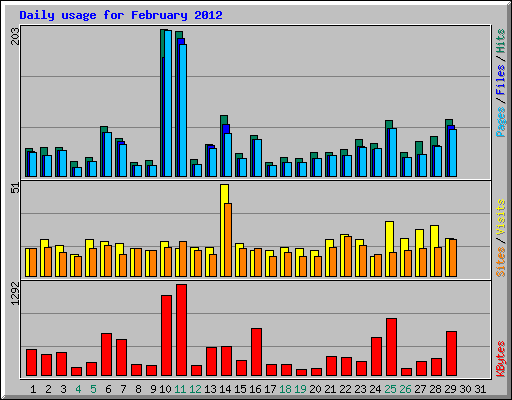 Daily usage for February 2012
203
Pages / Files / Hits
51
Sites / Visits
1292
KBytes
1 2 3 4 5 6 7 8 9 10 11 12 13 14 15 16 17 18 19 20 21 22 23 24 25 26 27 28 29 30 31